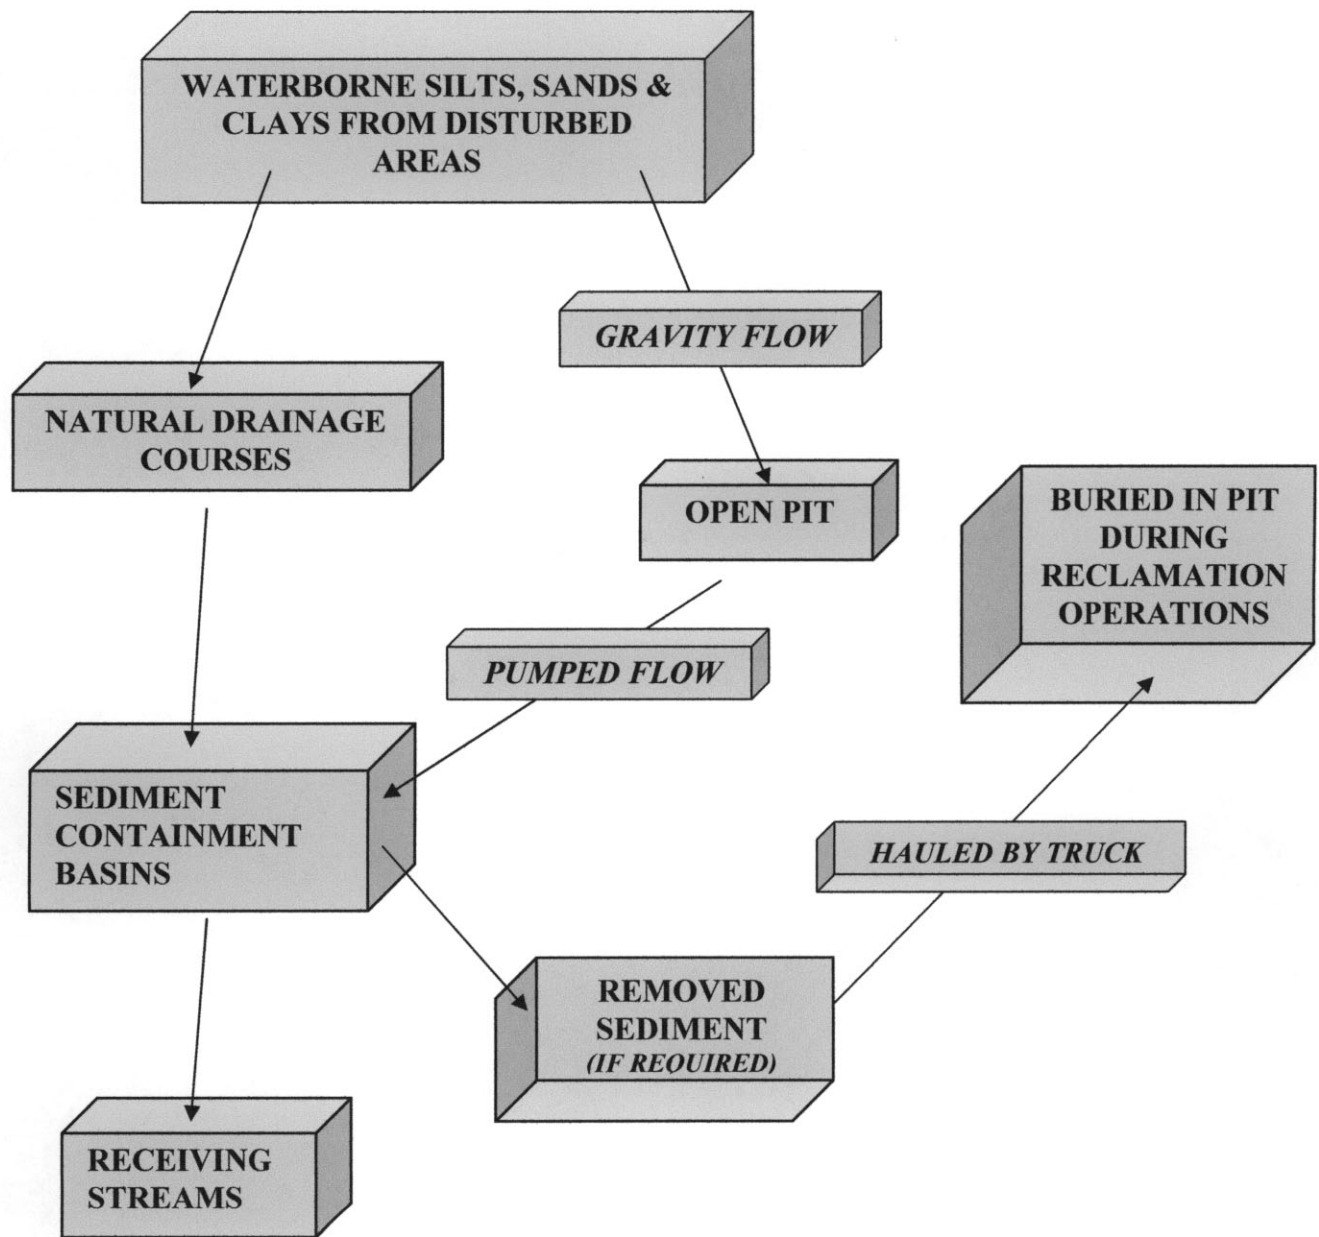 WATERBORNE SILTS, SANDS &
CLAYS FROM DISTURBED
AREAS
GRAVITY FLOW
NATURAL DRAINAGE
COURSES
OPEN PIT
BURIED IN PIT
DURING
RECLAMATION
OPERATIONS
PUMPED FLOW
SEDIMENT
CONTAINMENT
BASINS
HAULED BY TRUCK
REMOVED
SEDIMENT
(IF REQUIRED)
RECEIVING
STREAMS